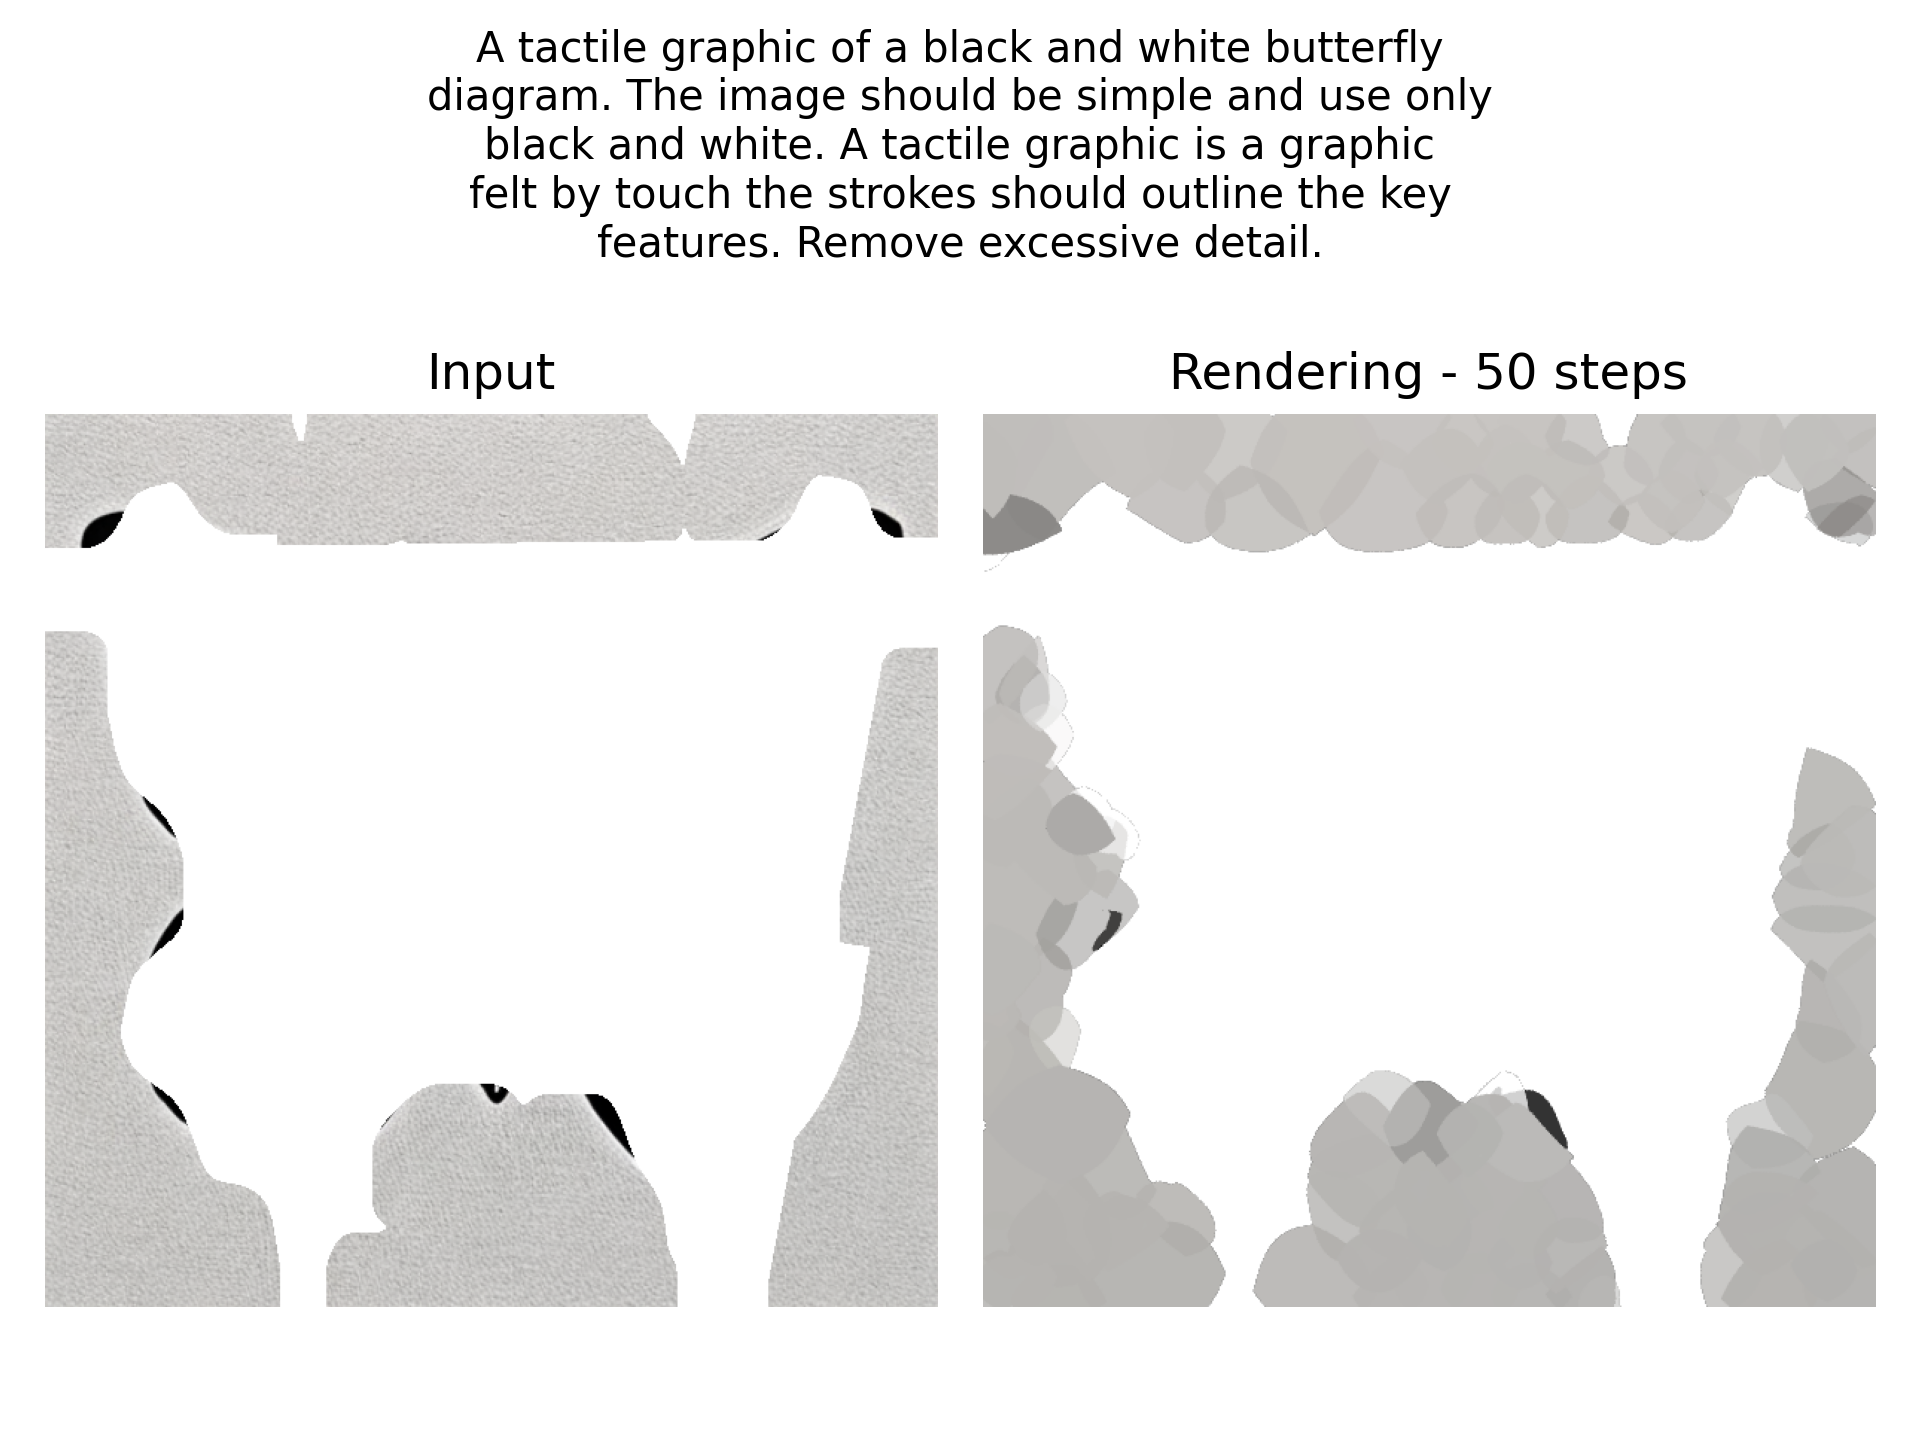 A tactile graphic of a black and white butterfly
diagram. The image should be simple and use only
black and white. A tactile graphic is a graphic
felt by touch the strokes should outline the key
features. Remove excessive detail.
Input
Rendering - 50 steps